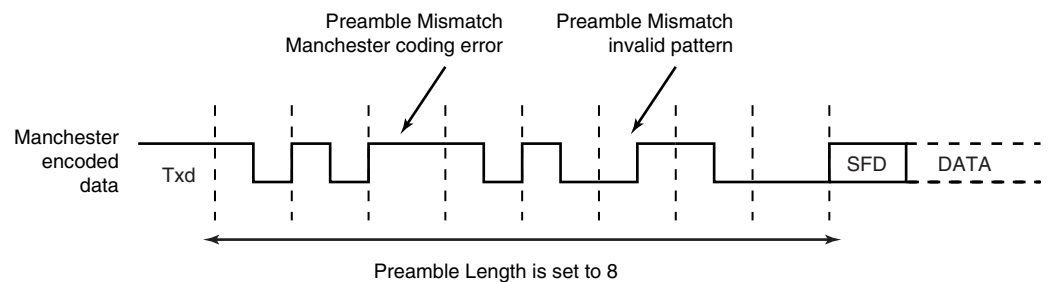 Preamble Mismatch
Manchester coding error
Preamble Mismatch
invalid pattern
Manchester
encoded
data
Txd
SFD
DATA
Preamble Length is set to 8